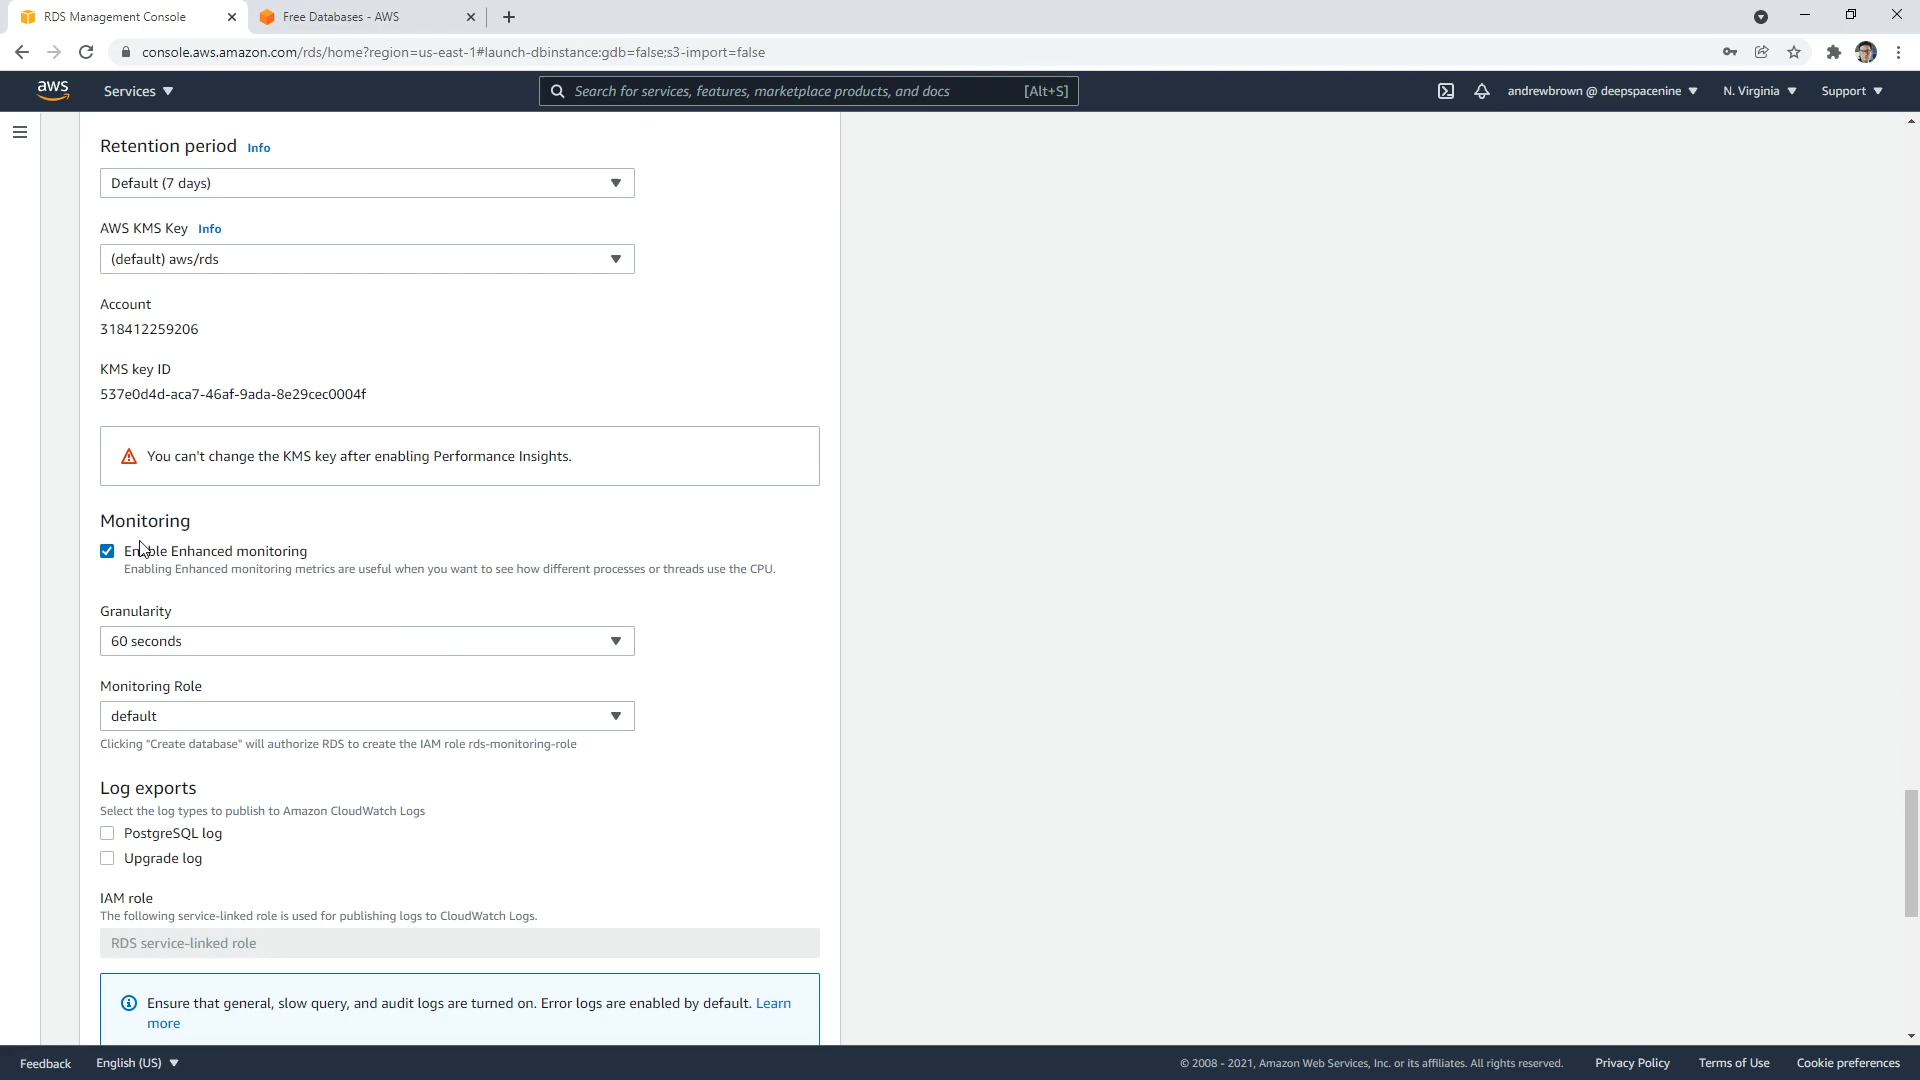 RDS Management Console
Free Databases - AWS
console.aws.amazon.com/rds/home?region=us-east-1#launch-dbinstance:gdb=false;s3-import=false
aws
Services
Search for services, features, marketplace products, and docs [Alt+S]
andrewbrown @ deepspacenine
N. Virginia
Support
Retention period Info
Default (7 days)
AWS KMS Key Info
(default) aws/rds
Account
318412259206
KMS key ID
537e0d4d-aca7-46af-9ada-8e29cec0004f
You can't change the KMS key after enabling Performance Insights.
Monitoring
Enable Enhanced monitoring
Enabling Enhanced monitoring metrics are useful when you want to see how different processes or threads use the CPU.
Granularity
60 seconds
Monitoring Role
default
Clicking "Create database" will authorize RDS to create the IAM role rds-monitoring-role
Log exports
Select the log types to publish to Amazon CloudWatch Logs
PostgreSQL log
Upgrade log
IAM role
The following service-linked role is used for publishing logs to CloudWatch Logs.
RDS service-linked role
Ensure that general, slow query, and audit logs are turned on. Error logs are enabled by default. Learn
more
Feedback
English (US)
© 2008 - 2021, Amazon Web Services, Inc. or its affiliates. All rights reserved.
Privacy Policy
Terms of Use
Cookie preferences